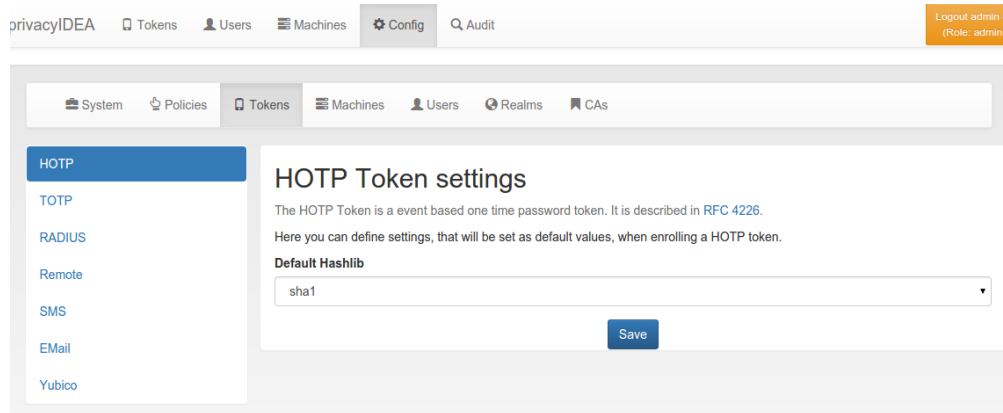 privacyIDEA Tokens Users Machines Config Audit
Logout admin
(Role: admin
System Policies Tokens Machines Users Realms CAs
HOTP
TOTP
RADIUS
Remote
SMS
EMail
Yubico
HOTP Token settings
The HOTP Token is a event based one time password token. It is described in RFC 4226.
Here you can define settings, that will be set as default values, when enrolling a HOTP token.
Default Hashlib
sha1
Save